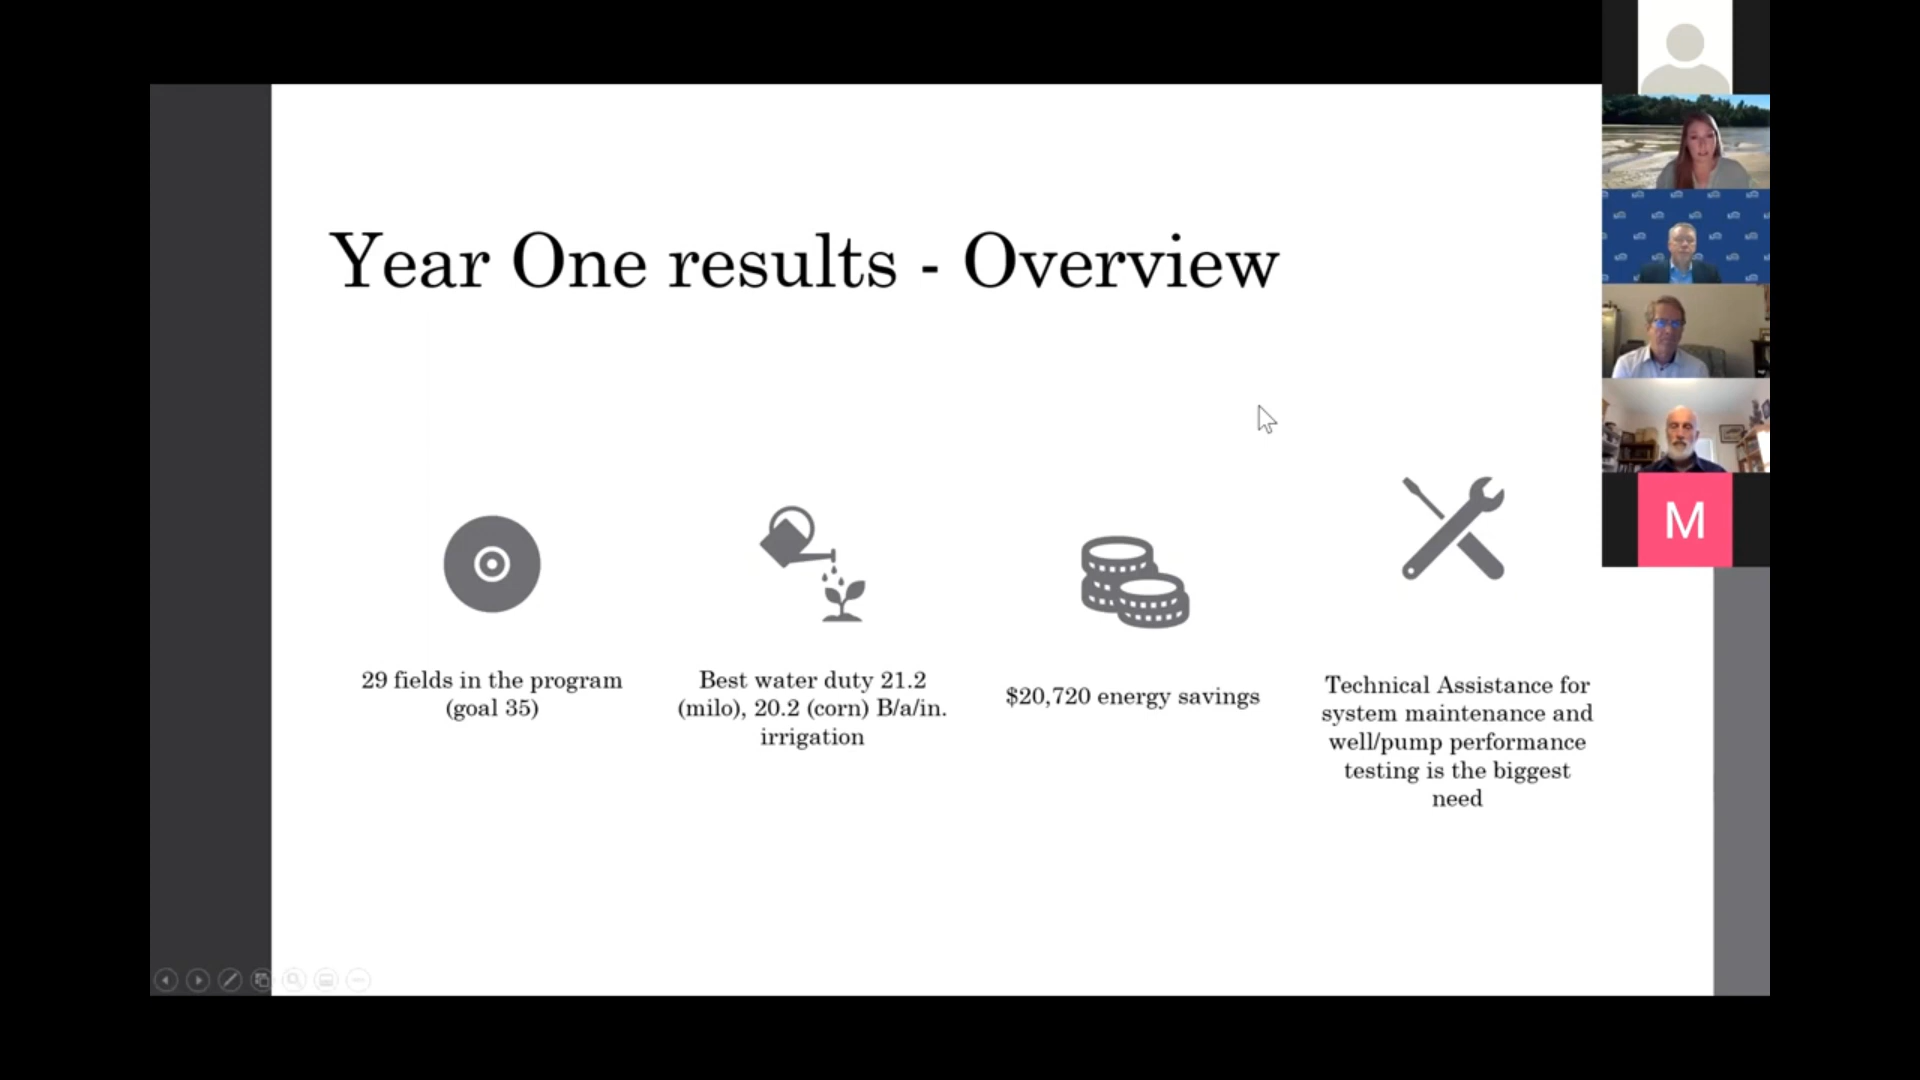 Year One results - Overview
29 fields in the program
(goal 35)
Best water duty 21.2
(milo), 20.2 (corn) B/a/in.
irrigation
$20,720 energy savings
Technical Assistance for
system maintenance and
well/pump performance
testing is the biggest
need
M